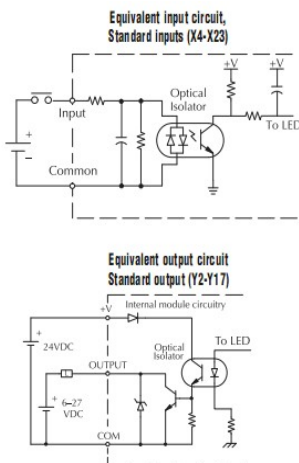 Equivalent input circuit,
Standard inputs (X4-X23)
+V
+V
Optical
Isolator
Input
To LED
+
−
Common
Equivalent output circuit
Standard output (Y2-Y17)
+V
Internal module circuitry
Optical
Isolator
To LED
+
24VDC
OUTPUT
+
6–27
VDC
COM